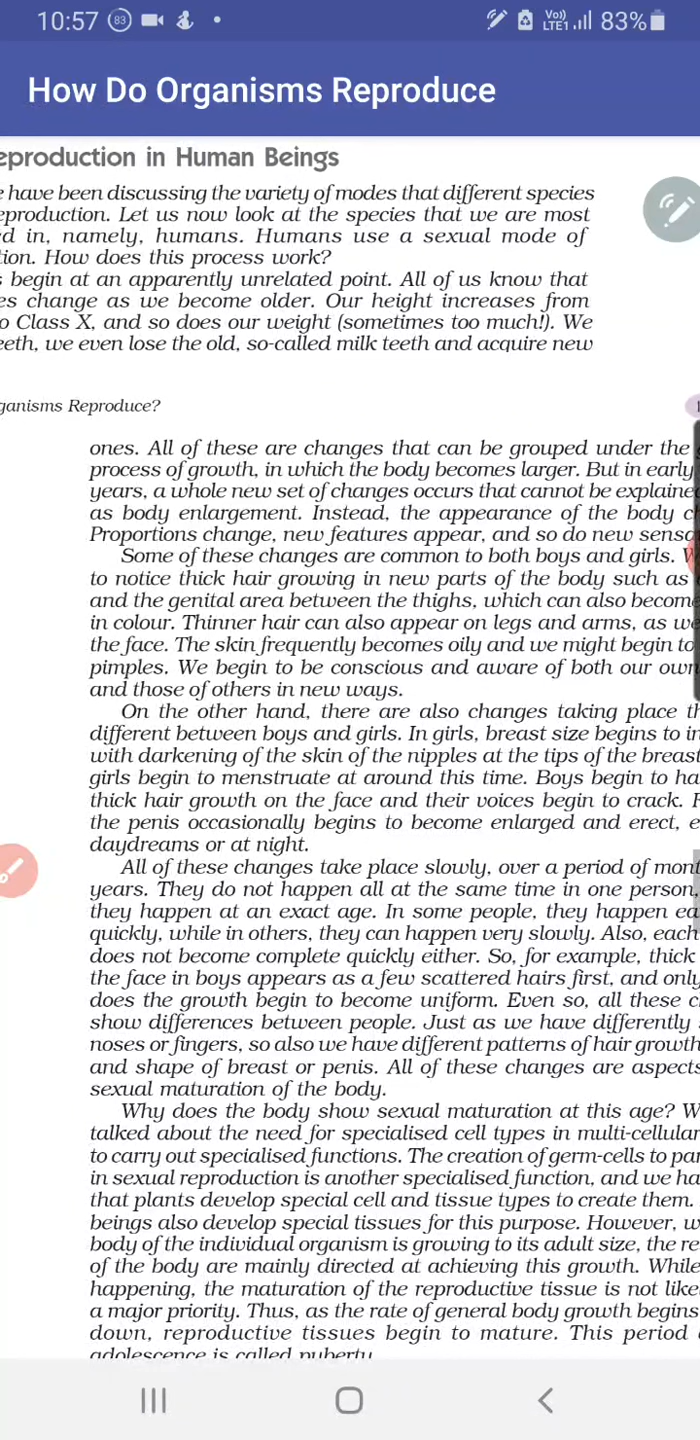 10:57 83 Vo)) LTE1 83%
How Do Organisms Reproduce
eproduction in Human Beings
e have been discussing the variety of modes that different species
eproduction. Let us now look at the species that we are most
d in, namely, humans. Humans use a sexual mode of
tion. How does this process work?
s begin at an apparently unrelated point. All of us know that
es change as we become older. Our height increases from
o Class X, and so does our weight (sometimes too much!). We
eeth, we even lose the old, so-called milk teeth and acquire new
ganisms Reproduce?
ones. All of these are changes that can be grouped under the
process of growth, in which the body becomes larger. But in early
years, a whole new set of changes occurs that cannot be explaine
as body enlargement. Instead, the appearance of the body c
Proportions change, new features appear, and so do new sensa
Some of these changes are common to both boys and girls. W
to notice thick hair growing in new parts of the body such as
and the genital area between the thighs, which can also become
in colour. Thinner hair can also appear on legs and arms, as we
the face. The skin frequently becomes oily and we might begin to
pimples. We begin to be conscious and aware of both our own
and those of others in new ways.
On the other hand, there are also changes taking place th
different between boys and girls. In girls, breast size begins to in
with darkening of the skin of the nipples at the tips of the breast
girls begin to menstruate at around this time. Boys begin to ha
thick hair growth on the face and their voices begin to crack. F
the penis occasionally begins to become enlarged and erect, e
daydreams or at night.
All of these changes take place slowly, over a period of mont
years. They do not happen all at the same time in one person,
they happen at an exact age. In some people, they happen ea
quickly, while in others, they can happen very slowly. Also, each
does not become complete quickly either. So, for example, thick
the face in boys appears as a few scattered hairs first, and only
does the growth begin to become uniform. Even so, all these c
show differences between people. Just as we have differently s
noses or fingers, so also we have different patterns of hair growth
and shape of breast or penis. All of these changes are aspects
sexual maturation of the body.
Why does the body show sexual maturation at this age? W
talked about the need for specialised cell types in multi-cellular
to carry out specialised functions. The creation of germ-cells to par
in sexual reproduction is another specialised function, and we ha
that plants develop special cell and tissue types to create them.
beings also develop special tissues for this purpose. However, w
body of the individual organism is growing to its adult size, the re
of the body are mainly directed at achieving this growth. While
happening, the maturation of the reproductive tissue is not like
a major priority. Thus, as the rate of general body growth begins
down, reproductive tissues begin to mature. This period
adolescence is called puberty